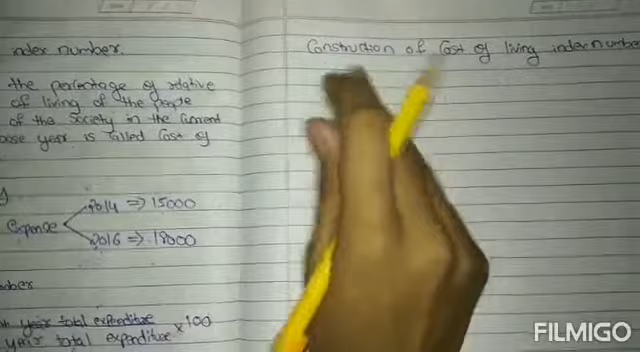 ndex number.
the percentage of relative
of living of the people
of the society in the current
base year is called Cost of
Expense
2014 => 15000
2016 => 18000
mber
year total expenditure
year total expenditure ×100
Construction of Cost of living index number
FILMIGO